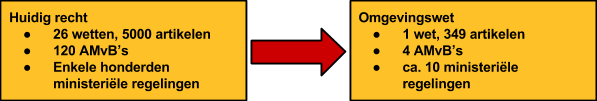 Huidig recht
● 26 wetten, 5000 artikelen
● 120 AMvB's
● Enkele honderden
ministeriële regelingen
Omgevingswet
● 1 wet, 349 artikelen
● 4 AMvB's
● ca. 10 ministeriële
regelingen